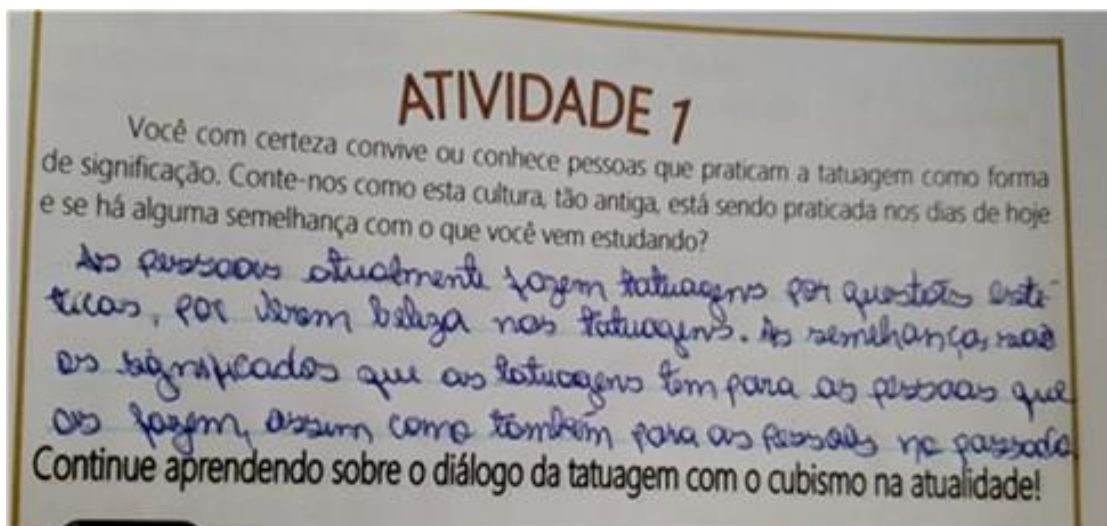 ATIVIDADE 1
Você com certeza convive ou conhece pessoas que praticam a tatuagem como forma
de significação. Conte-nos como esta cultura, tão antiga, está sendo praticada nos dias de hoje
e se há alguma semelhança com o que você vem estudando?
As pessoas atualmente fazem tatuagens por questões esté-
ticas, por verem beleza nas tatuagens. As semelhanças são
os significados que as tatuagens tem para as pessoas que
as fazem, assim como também para as pessoas no passado
Continue aprendendo sobre o diálogo da tatuagem com o cubismo na atualidade!